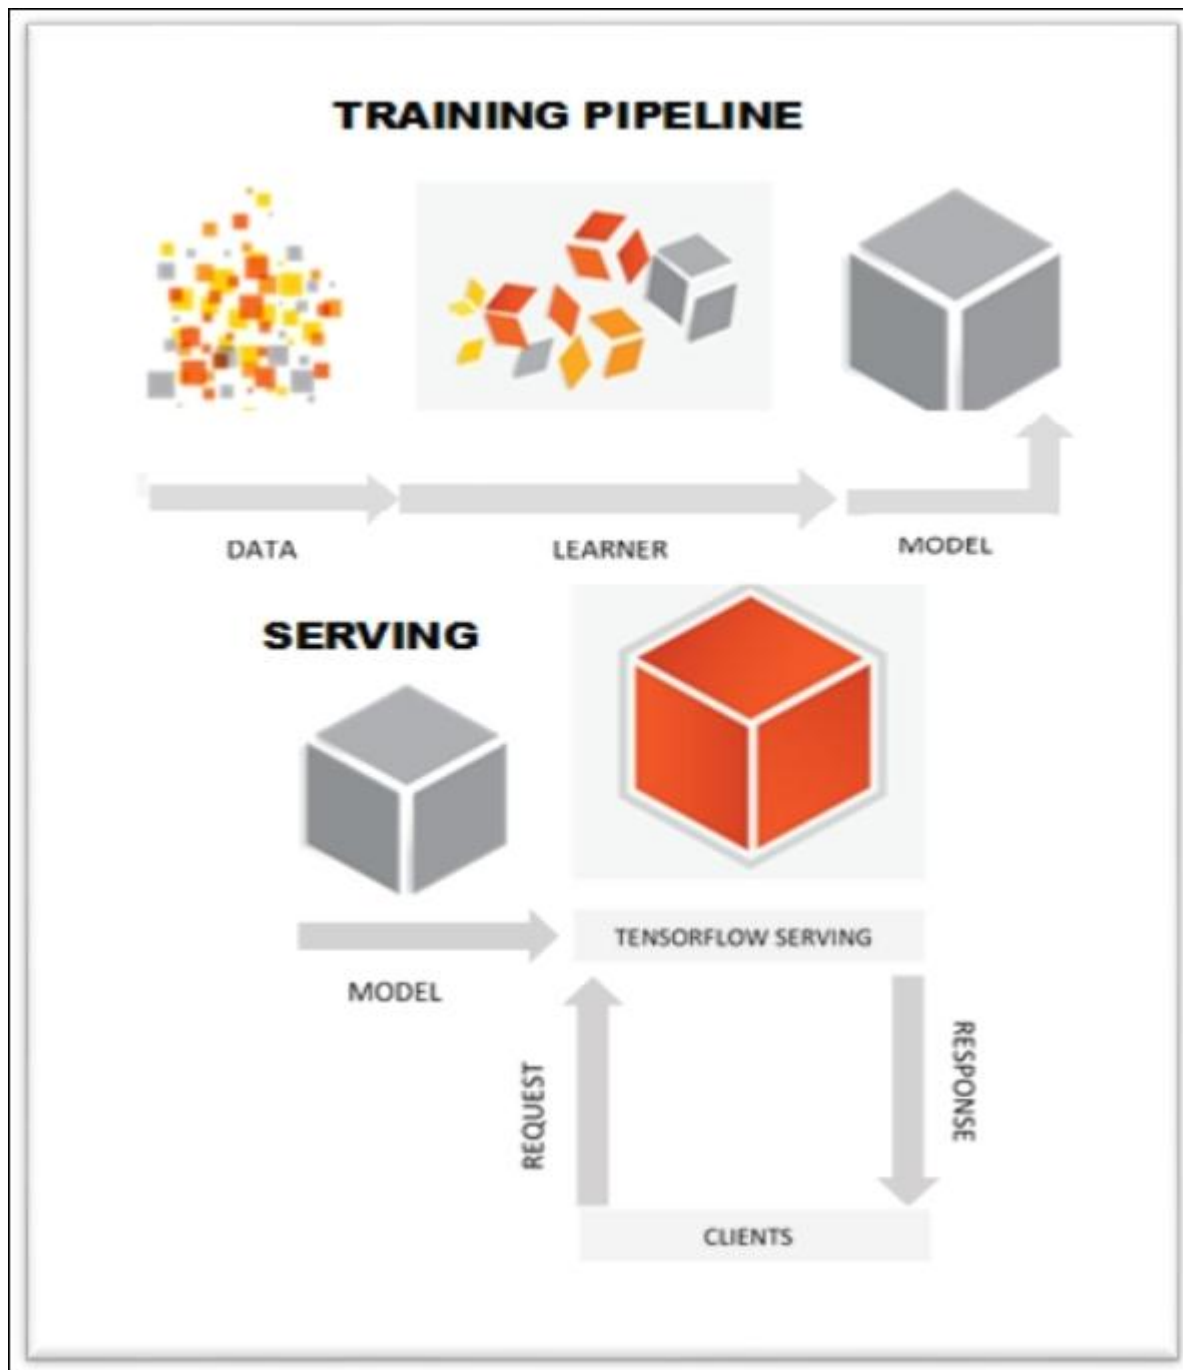 TRAINING PIPELINE
DATA
LEARNER
MODEL
SERVING
TENSORFLOW SERVING
MODEL
REQUEST
RESPONSE
CLIENTS